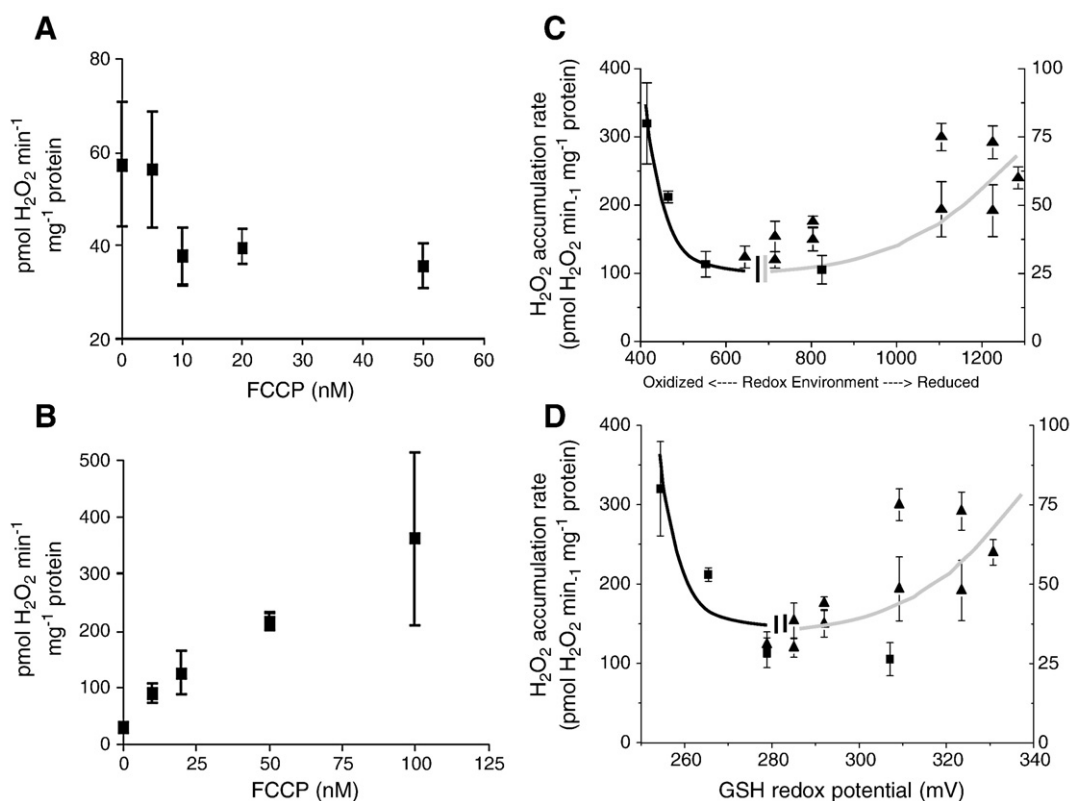 A
80
60
40
20
pmol H₂O₂ min⁻¹
mg⁻¹ protein
0 10 20 30 40 50 60
FCCP (nM)
B
500
400
300
200
100
0
pmol H₂O₂ min⁻¹
mg⁻¹ protein
0 25 50 75 100 125
FCCP (nM)
C
400
300
200
100
0
H₂O₂ accumulation rate
(pmol H₂O₂ min₋₁ mg⁻¹ protein)
100
75
50
25
0
400 600 800 1000 1200
Oxidized <---- Redox Environment ----> Reduced
D
400
300
200
100
0
H₂O₂ accumulation rate
(pmol H₂O₂ min₋₁ mg⁻¹ protein)
100
75
50
25
0
260 280 300 320 340
GSH redox potential (mV)